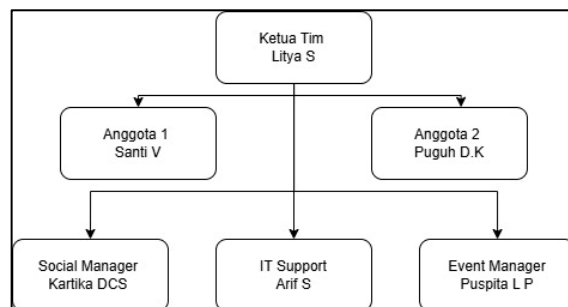 Ketua Tim
Litya S
Anggota 1
Santi V
Anggota 2
Puguh D.K
Social Manager
Kartika DCS
IT Support
Arif S
Event Manager
Puspita L P